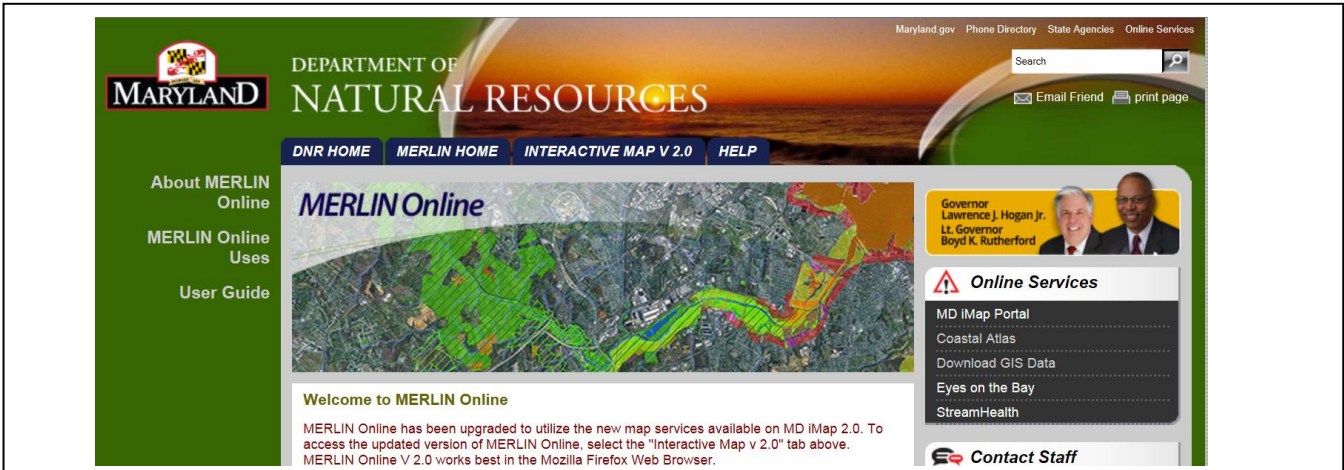 Maryland.gov Phone Directory State Agencies Online Services
MARYLAND
DEPARTMENT OF
NATURAL RESOURCES
Search
Email Friend print page
DNR HOME MERLIN HOME INTERACTIVE MAP V 2.0 HELP
About MERLIN
Online
MERLIN Online
Uses
User Guide
MERLIN Online
Governor
Lawrence J. Hogan Jr.
Lt. Governor
Boyd K. Rutherford
Online Services
MD iMap Portal
Coastal Atlas
Download GIS Data
Eyes on the Bay
StreamHealth
Welcome to MERLIN Online
MERLIN Online has been upgraded to utilize the new map services available on MD iMap 2.0. To
access the updated version of MERLIN Online, select the "Interactive Map v 2.0" tab above.
MERLIN Online V 2.0 works best in the Mozilla Firefox Web Browser.
Contact Staff